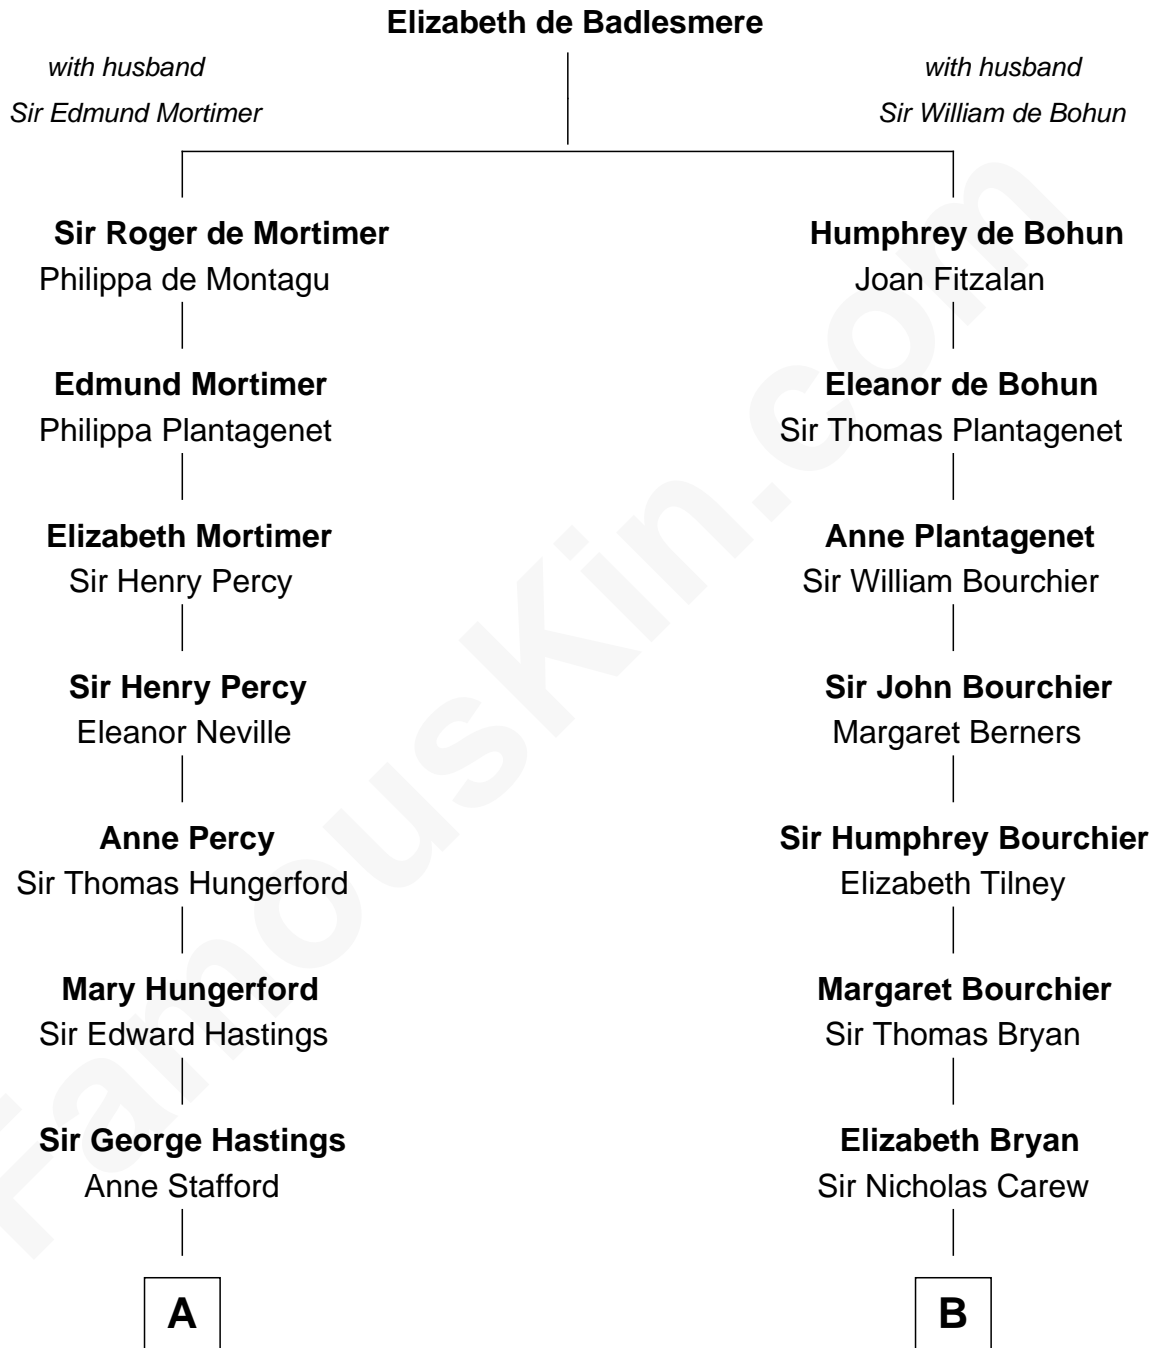 Elizabeth de Badlesmere
with husband
Sir Edmund Mortimer
with husband
Sir William de Bohun
Sir Roger de Mortimer
Philippa de Montagu
Humphrey de Bohun
Joan Fitzalan
Edmund Mortimer
Philippa Plantagenet
Eleanor de Bohun
Sir Thomas Plantagenet
Elizabeth Mortimer
Sir Henry Percy
Anne Plantagenet
Sir William Bourchier
Sir Henry Percy
Eleanor Neville
Sir John Bourchier
Margaret Berners
Anne Percy
Sir Thomas Hungerford
Sir Humphrey Bourchier
Elizabeth Tilney
Mary Hungerford
Sir Edward Hastings
Margaret Bourchier
Sir Thomas Bryan
Sir George Hastings
Anne Stafford
Elizabeth Bryan
Sir Nicholas Carew
A
B
FamousKin.com